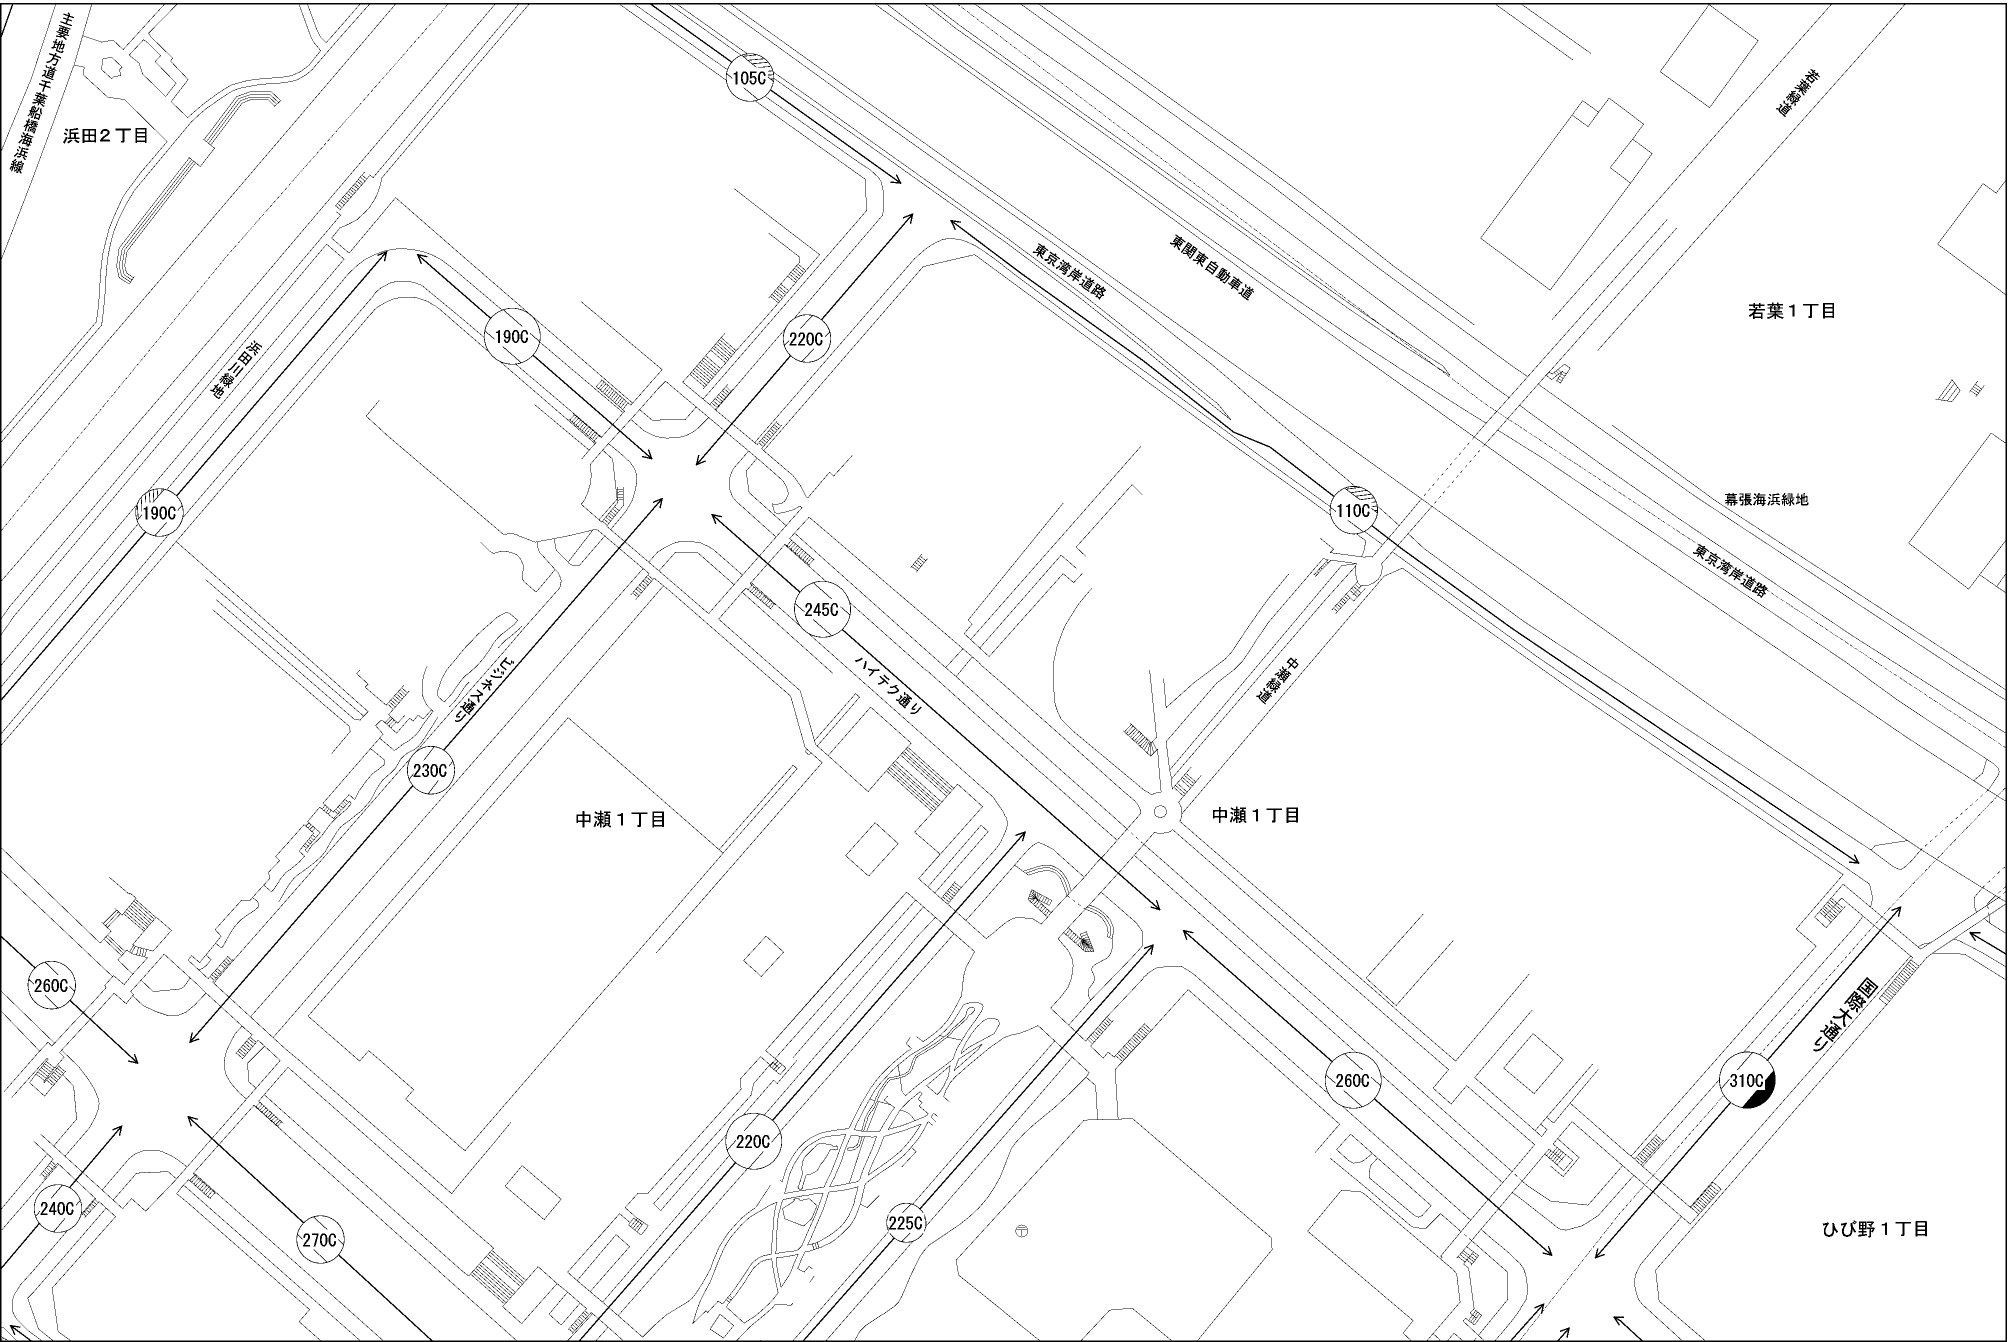 主要地方道千葉船橋海浜線
浜田２丁目
105C
若葉緑道
東京湾岸道路
東関東自動車道
若葉１丁目
190C
220C
浜田川緑地
190C
110C
幕張海浜緑地
東京湾岸道路
245C
ビジネス通り
ハイテク通り
中瀬緑道
230C
中瀬１丁目
中瀬１丁目
260C
国際大通り
260C
310C
220C
240C
225C
270C
ひび野１丁目